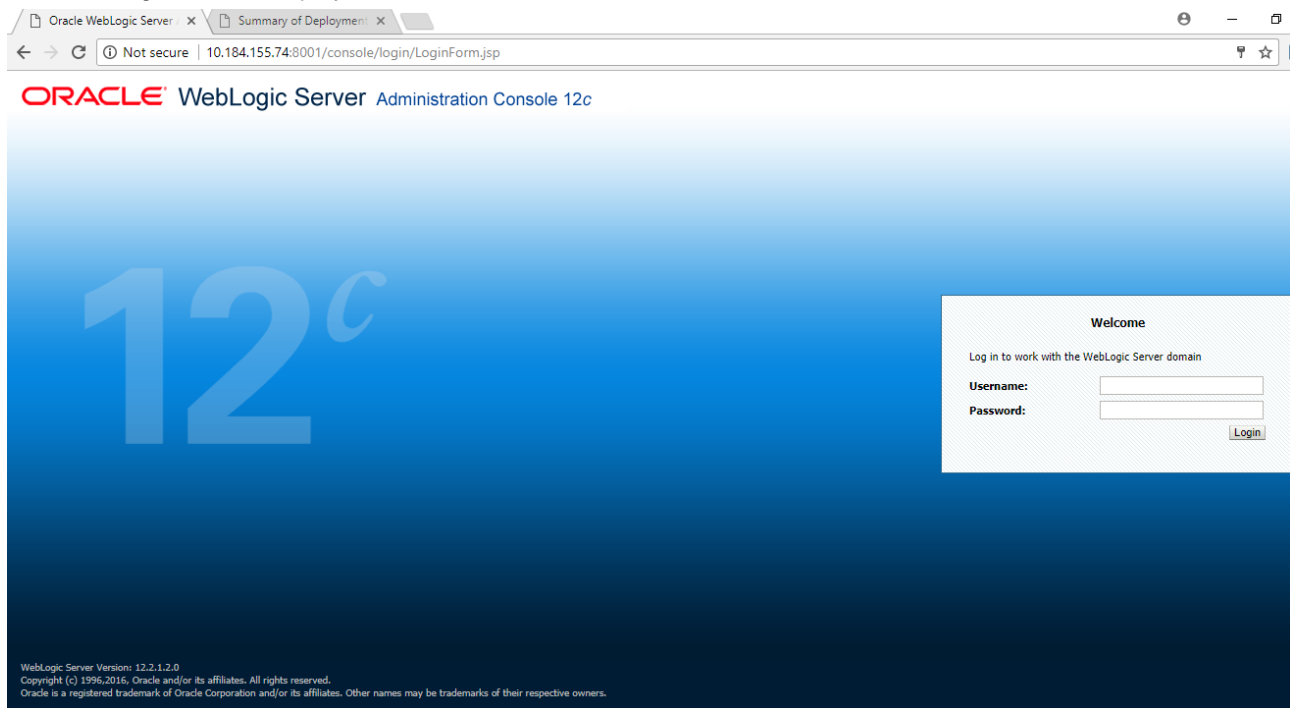 Oracle WebLogic Server
Summary of Deployment
Not secure | 10.184.155.74:8001/console/login/LoginForm.jsp
ORACLE® WebLogic Server Administration Console 12c
12c
Welcome
Log in to work with the WebLogic Server domain
Username:
Password:
Login
WebLogic Server Version: 12.2.1.2.0
Copyright (c) 1996,2016, Oracle and/or its affiliates. All rights reserved.
Oracle is a registered trademark of Oracle Corporation and/or its affiliates. Other names may be trademarks of their respective owners.